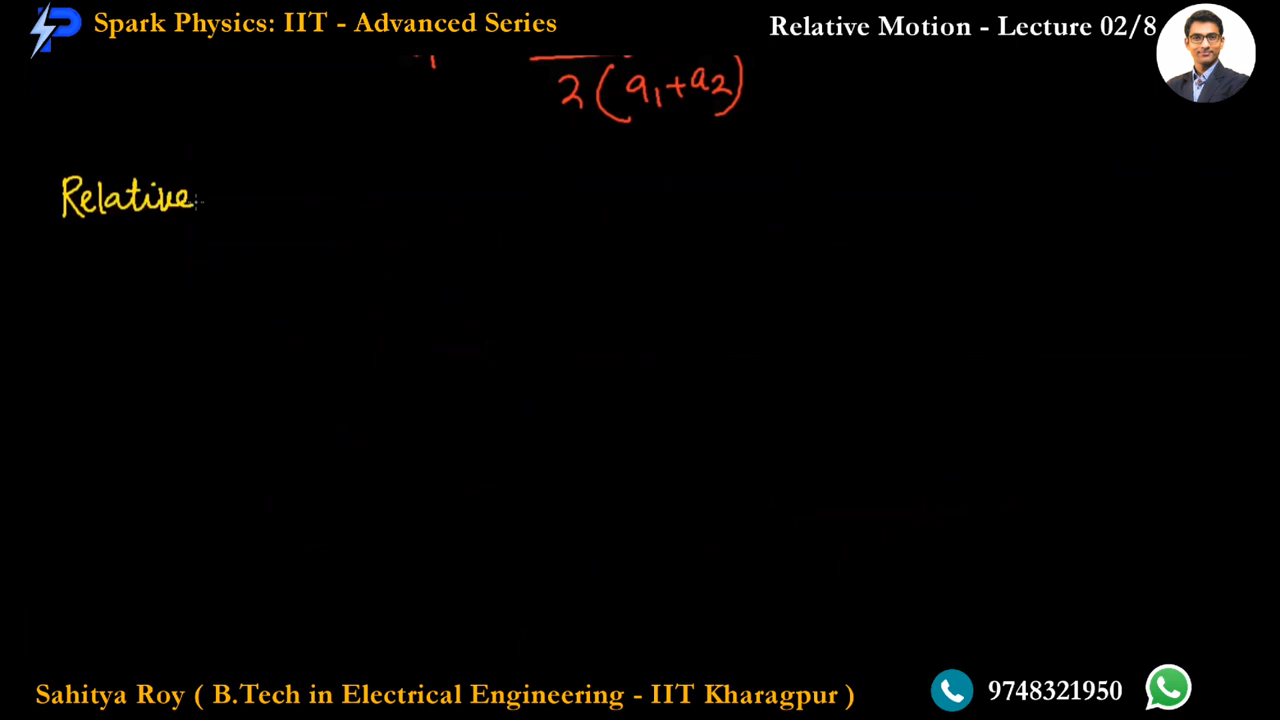 Spark Physics: IIT - Advanced Series
Relative Motion - Lecture 02/8
2(a₁+a₂)
Relative
Sahitya Roy ( B.Tech in Electrical Engineering - IIT Kharagpur )
9748321950